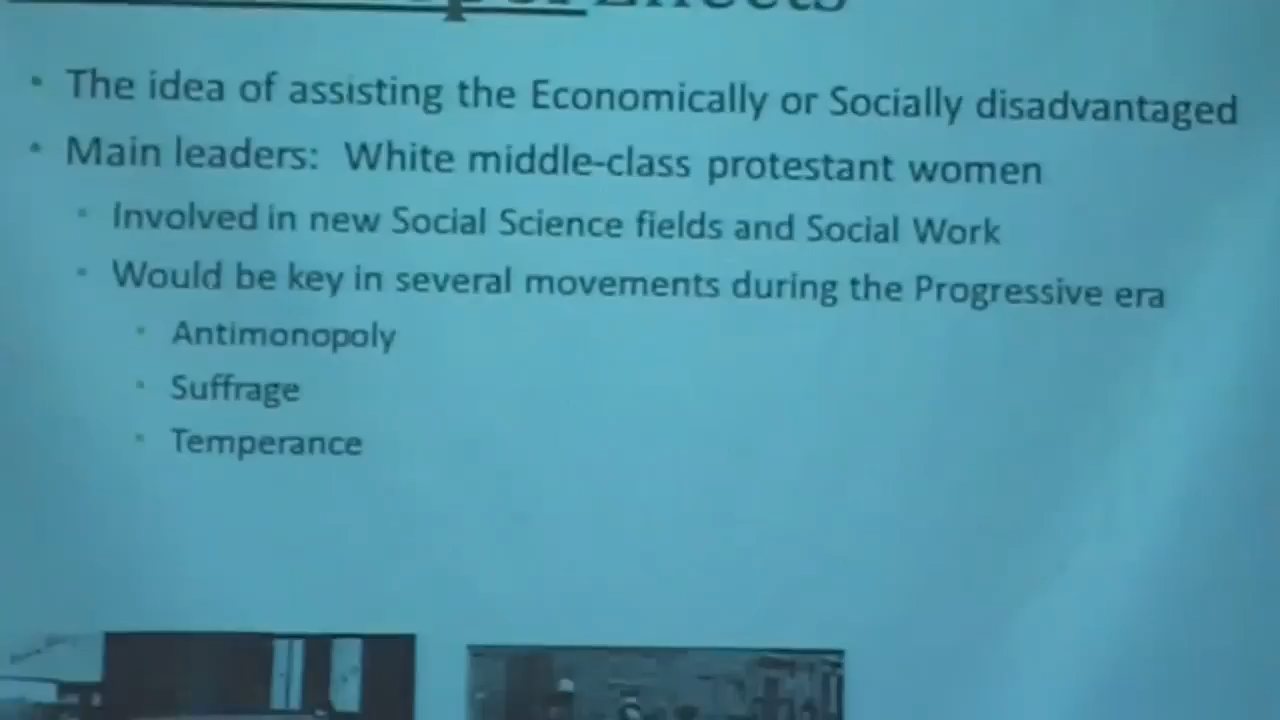 Effects
• The idea of assisting the Economically or Socially disadvantaged
• Main leaders: White middle-class protestant women
• Involved in new Social Science fields and Social Work
• Would be key in several movements during the Progressive era
• Antimonopoly
• Suffrage
• Temperance